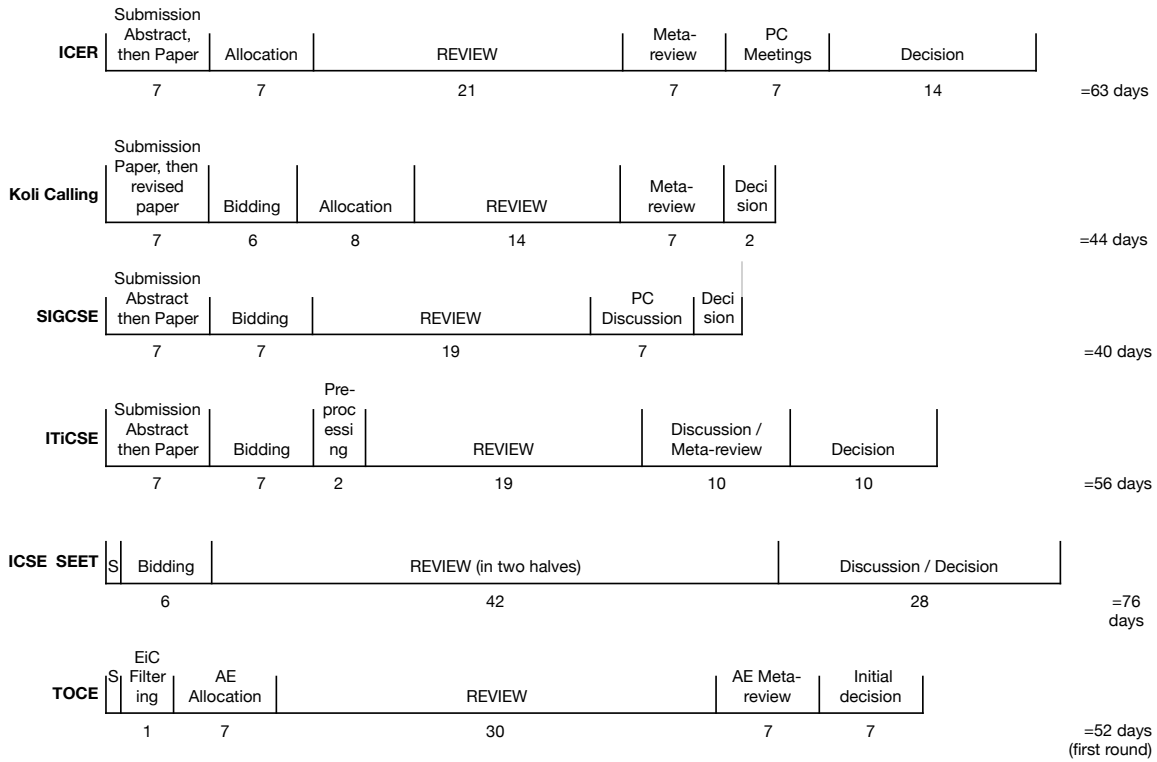 Submission
Abstract,
then Paper
ICER
Allocation
REVIEW
Meta-
review
PC
Meetings
Decision
7
7
21
7
7
14
=63 days
Submission
Paper, then
revised
paper
Koli Calling
Bidding
Allocation
REVIEW
Meta-
review
Deci
sion
7
6
8
14
7
2
=44 days
Submission
Abstract
then Paper
SIGCSE
Bidding
REVIEW
PC
Discussion
Deci
sion
7
7
19
7
=40 days
Submission
Abstract
then Paper
ITiCSE
Bidding
Pre-
proc
essi
ng
REVIEW
Discussion /
Meta-review
Decision
7
7
2
19
10
10
=56 days
ICSE SEET
S
Bidding
REVIEW (in two halves)
Discussion / Decision
6
42
28
=76
days
TOCE
S
EiC
Filter
ing
AE
Allocation
REVIEW
AE Meta-
review
Initial
decision
1
7
30
7
7
=52 days
(first round)